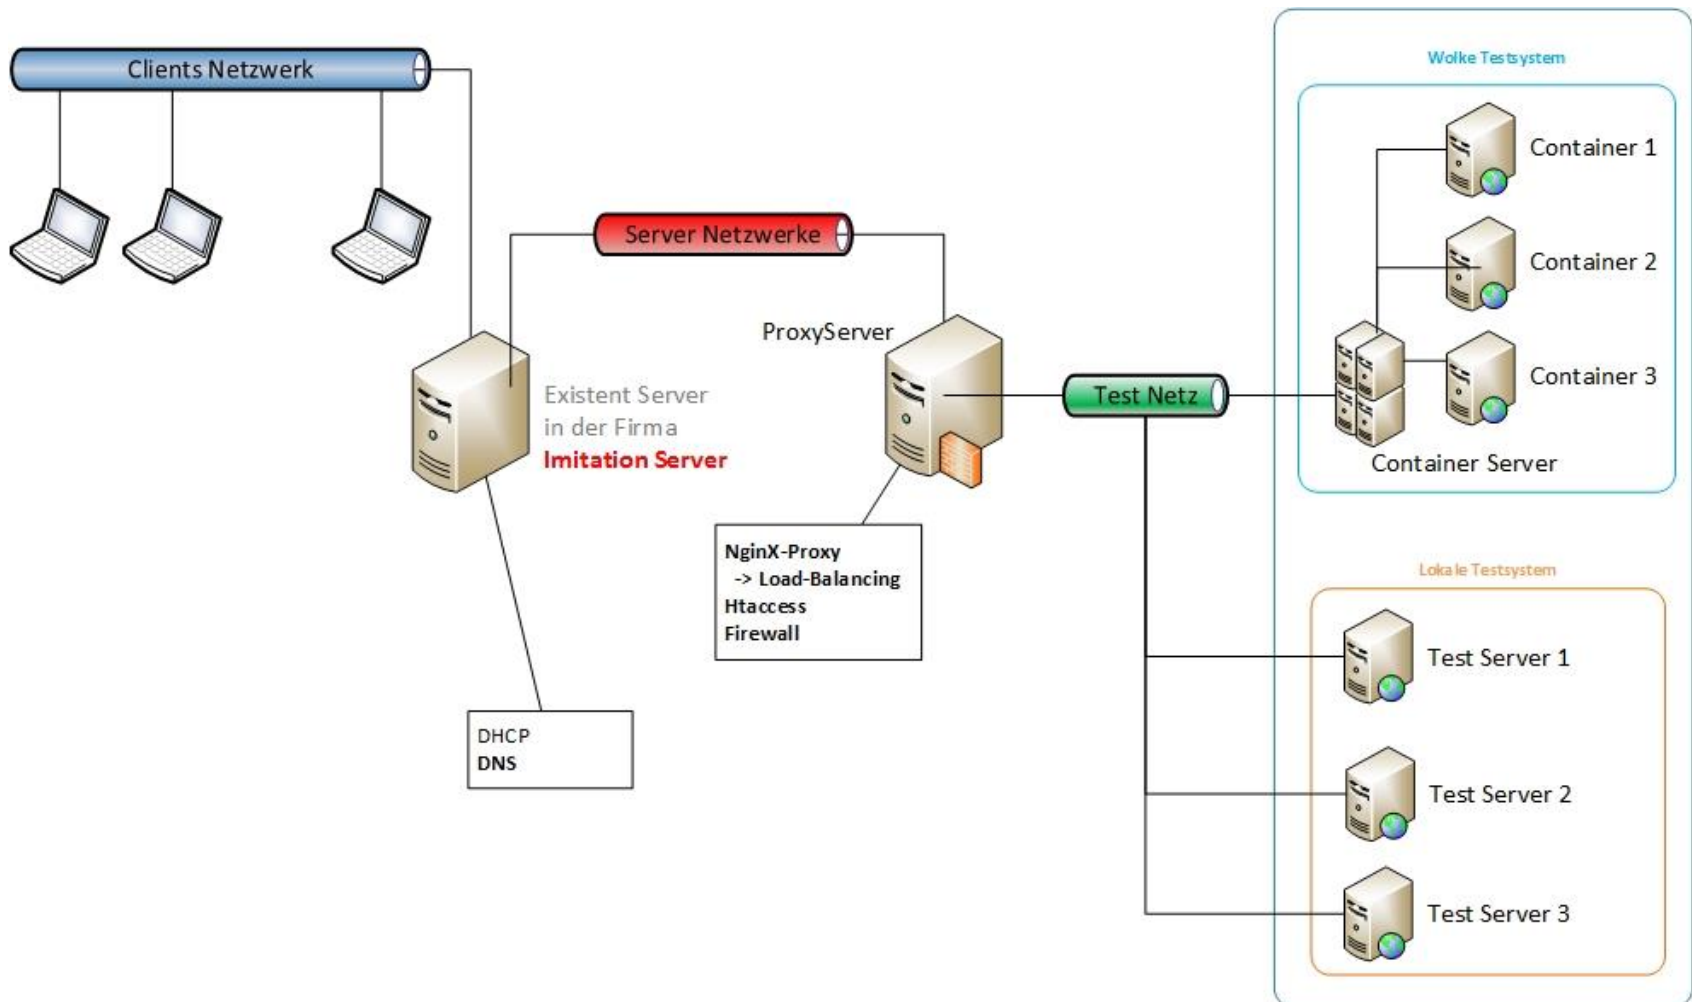 Clients Netzwerk
Server Netzwerke
ProxyServer
Existent Server
in der Firma
Imitation Server
DHCP
DNS
NginX-Proxy
-> Load-Balancing
Htaccess
Firewall
Test Netz
Wolke Testsystem
Container 1
Container 2
Container 3
Container Server
Lokale Testsystem
Test Server 1
Test Server 2
Test Server 3